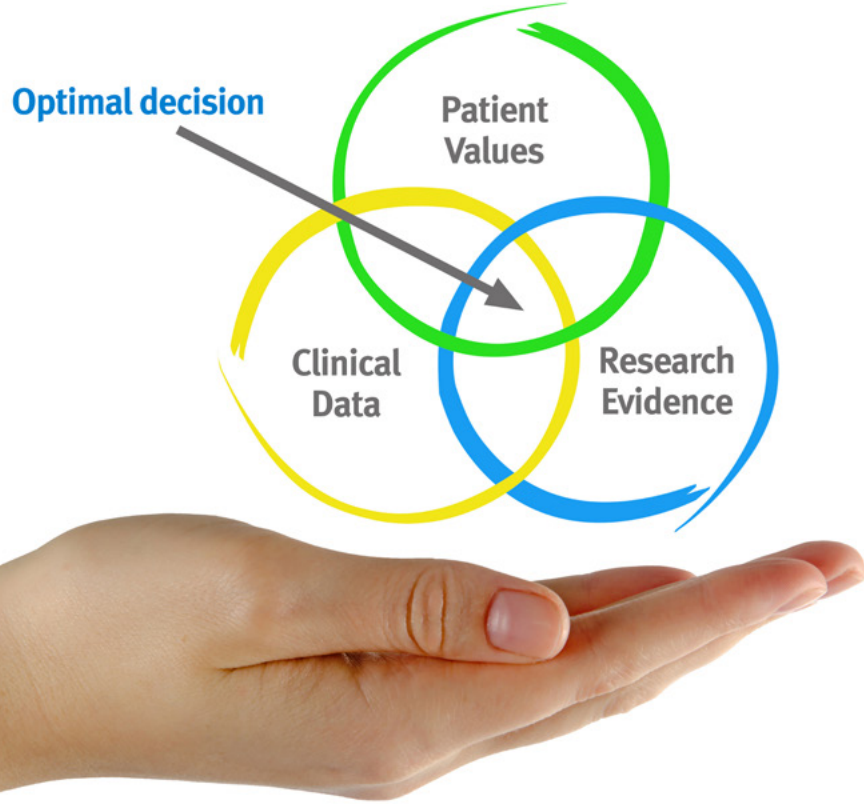 Optimal decision
Patient
Values
Clinical
Data
Research
Evidence